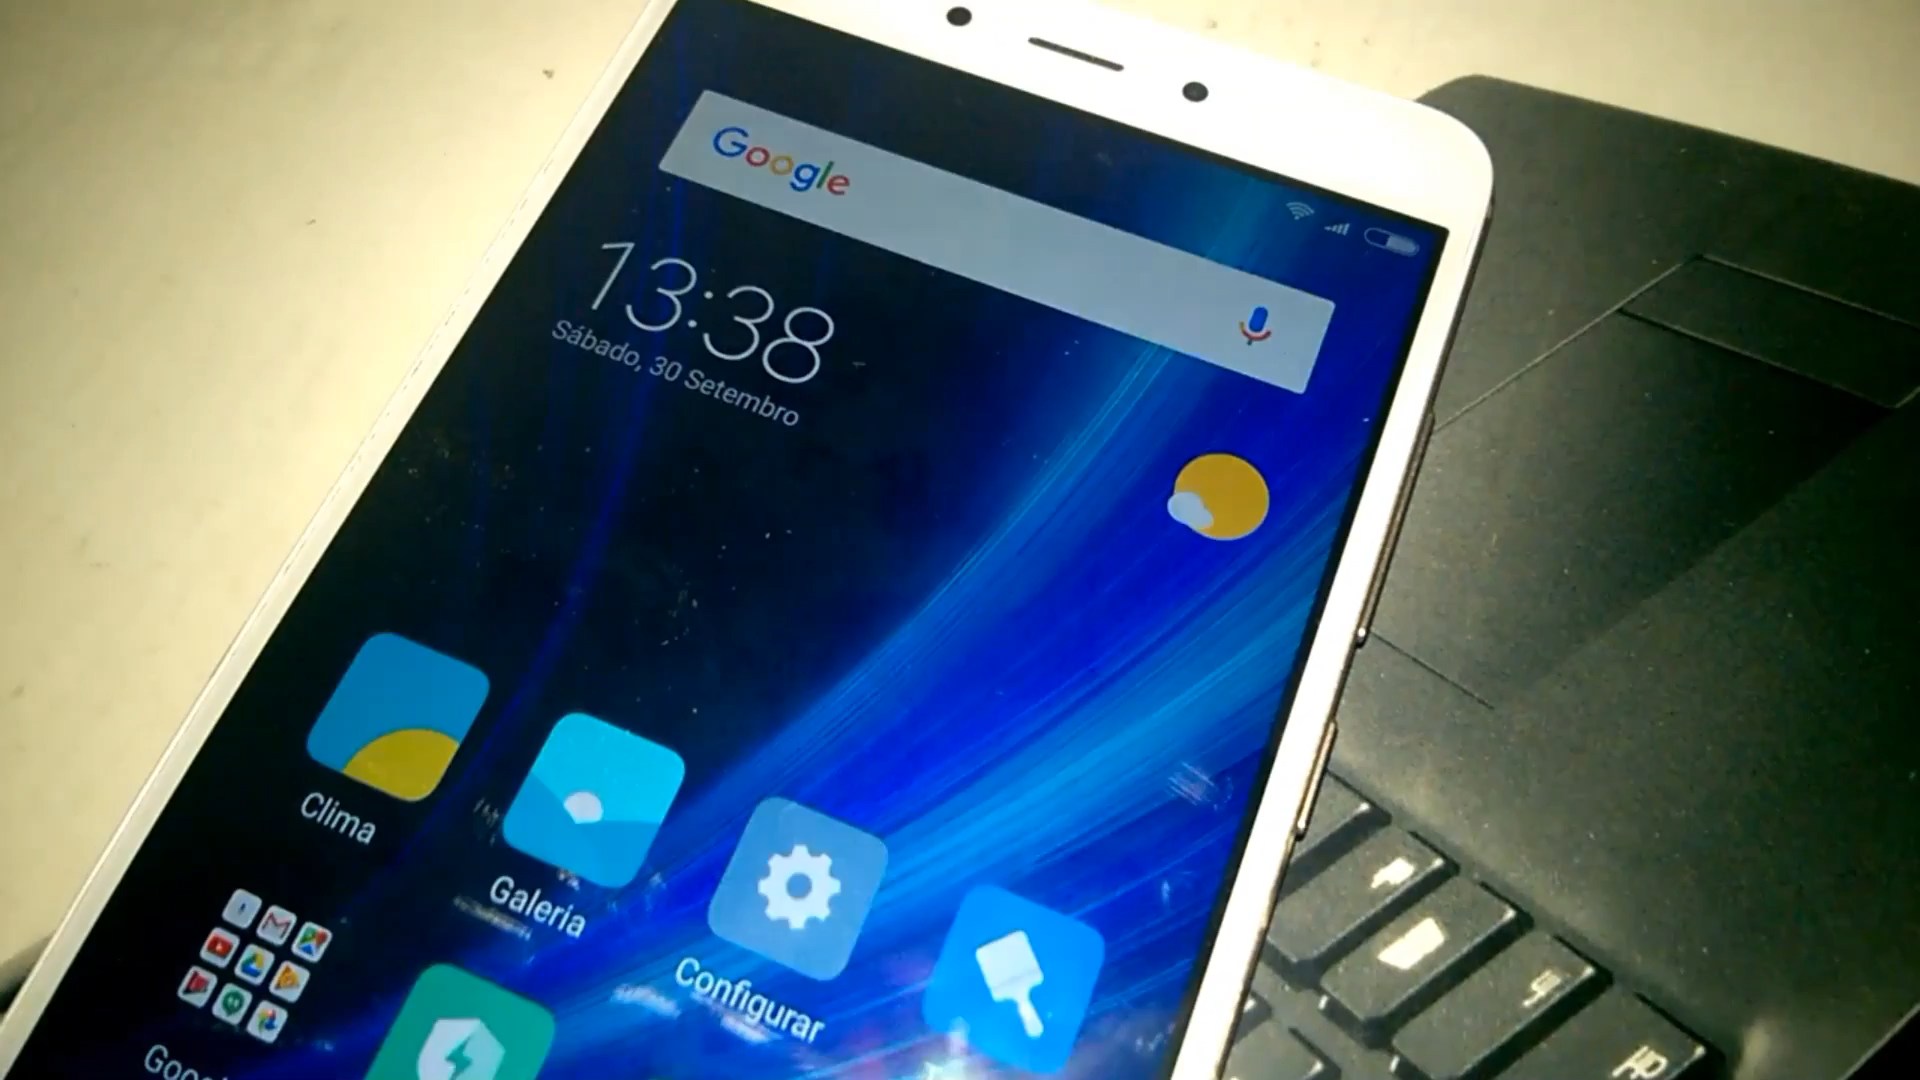 Google
13:38
Sábado, 30 Setembro
Clima
Galeria
Configurar